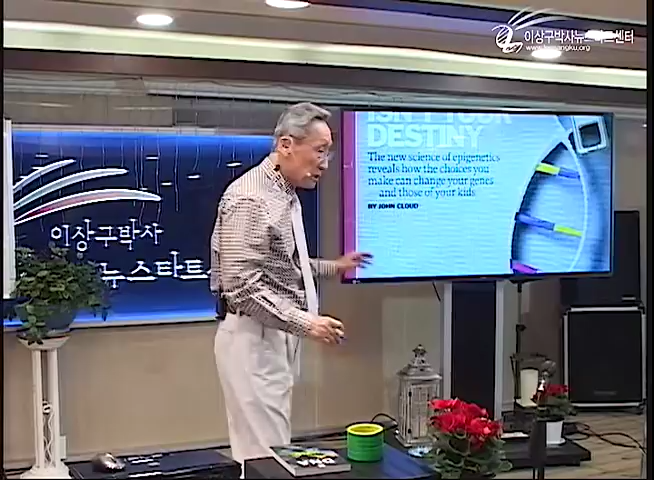 이상구박사뉴스타트센터
ISN'T YOUR
DESTINY
The new science of epigenetics
reveals how the choices you
make can change your genes
—and those of your kids
BY JOHN CLOUD
이상구박사
뉴스타트